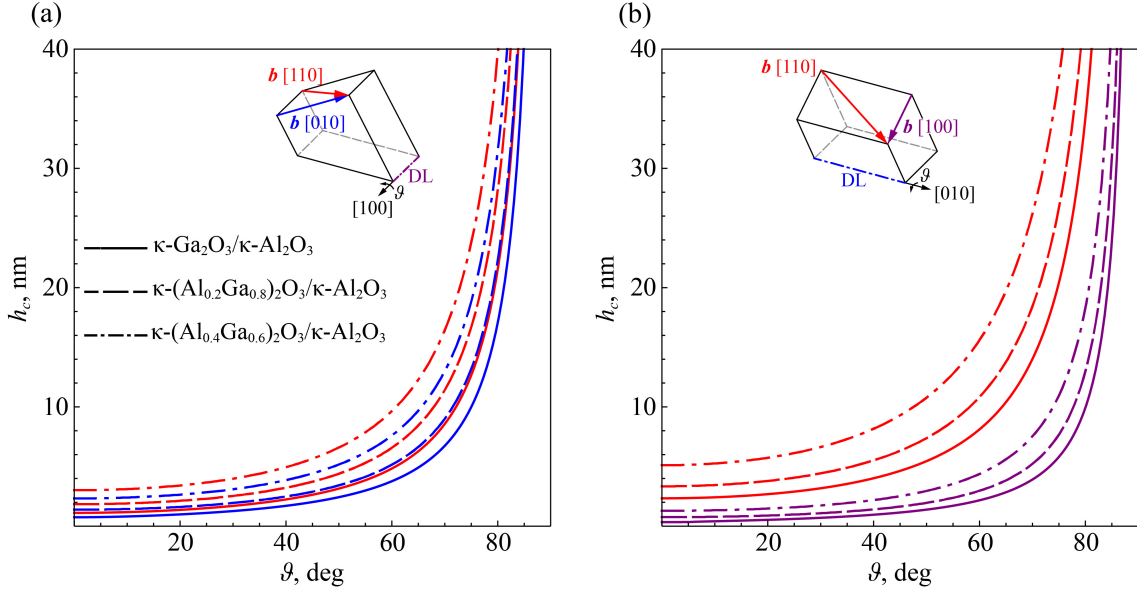 (a)
40
30
20
10
h_c, nm
b [110]
b [010]
DL
ϑ
[100]
κ-Ga₂O₃/κ-Al₂O₃
κ-(Al₀.₂Ga₀.₈)₂O₃/κ-Al₂O₃
κ-(Al₀.₄Ga₀.₆)₂O₃/κ-Al₂O₃
20
40
60
80
ϑ, deg
(b)
40
30
20
10
h_c, nm
b [110]
b [100]
DL
ϑ
[010]
20
40
60
80
ϑ, deg